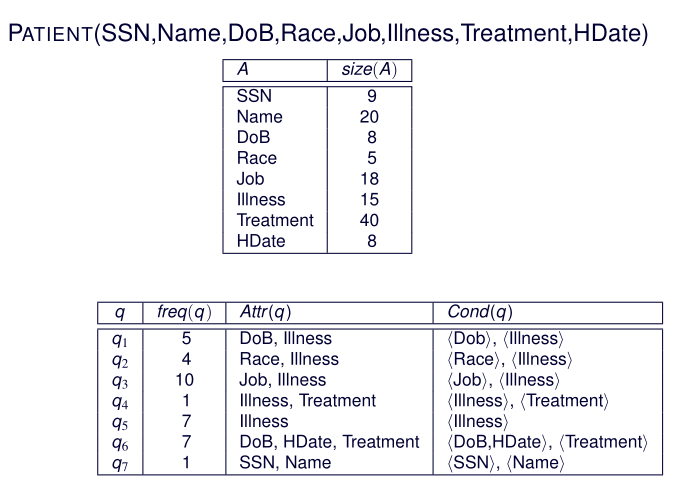 PATIENT(SSN,Name,DoB,Race,Job,Illness,Treatment,HDate)
A size(A)
SSN 9
Name 20
DoB 8
Race 5
Job 18
Illness 15
Treatment 40
HDate 8
q freq(q) Attr(q) Cond(q)
q1 5 DoB, Illness ⟨Dob⟩, ⟨Illness⟩
q2 4 Race, Illness ⟨Race⟩, ⟨Illness⟩
q3 10 Job, Illness ⟨Job⟩, ⟨Illness⟩
q4 1 Illness, Treatment ⟨Illness⟩, ⟨Treatment⟩
q5 7 Illness ⟨Illness⟩
q6 7 DoB, HDate, Treatment ⟨DoB,HDate⟩, ⟨Treatment⟩
q7 1 SSN, Name ⟨SSN⟩, ⟨Name⟩